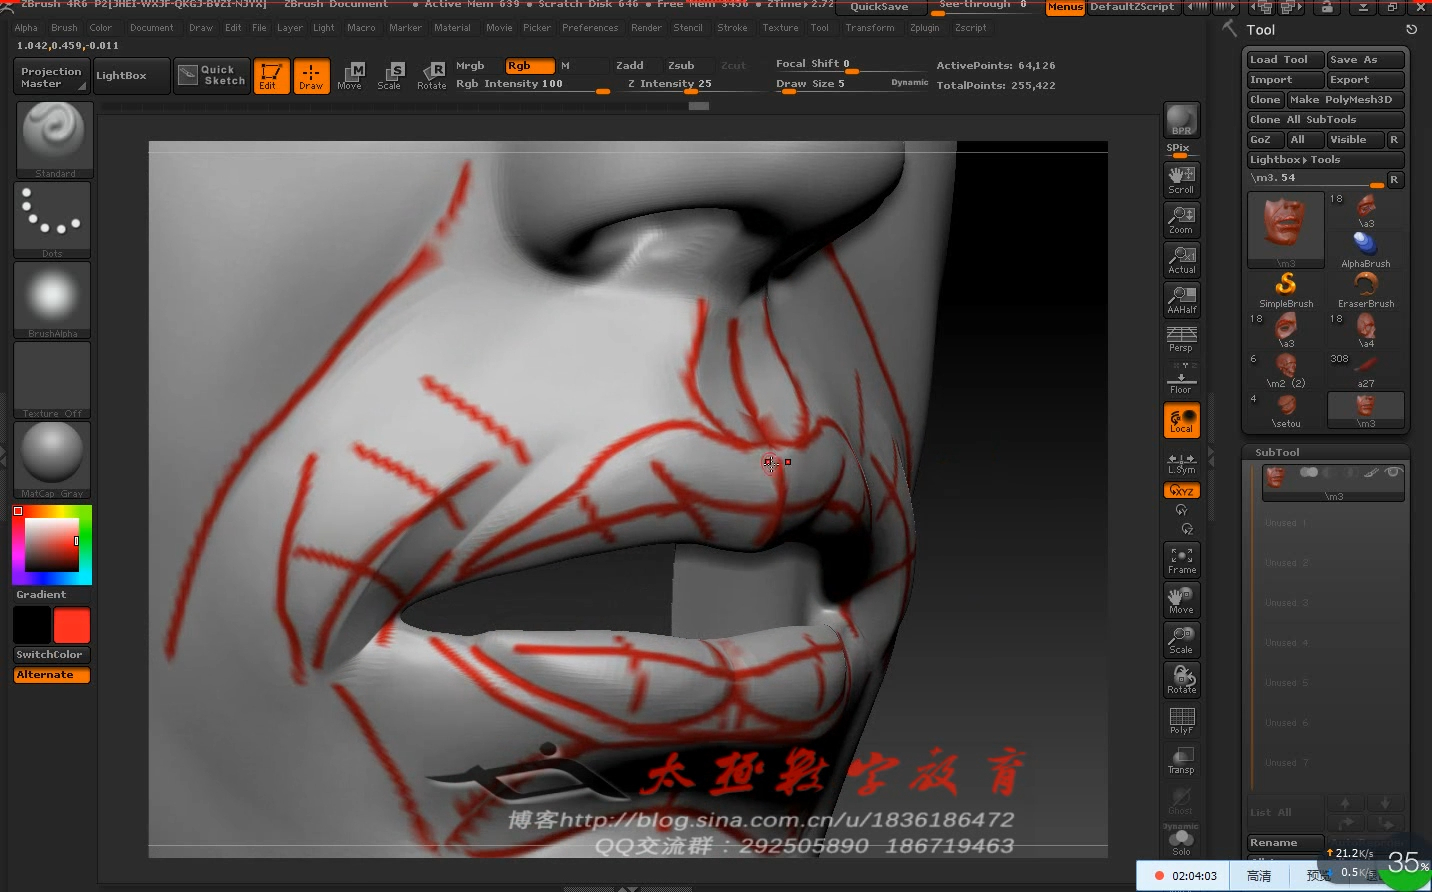 ZBrush 4R6 P2[JHEI-WXJF-QKGJ-BVZI-NJYX] ZBrush Document • Active Mem 639 • Scratch Disk 646 • Free Mem 3456 • ZTime▸2.72 QuickSave See-through 0 Menus DefaultZScript
Alpha Brush Color Document Draw Edit File Layer Light Macro Marker Material Movie Picker Preferences Render Stencil Stroke Texture Tool Transform Zplugin Zscript
1.042,0.459,-0.011
Projection Master
LightBox
Quick Sketch
Edit
Draw
Move
Scale
Rotate
Mrgb Rgb M
Rgb Intensity 100
Zadd Zsub Zcut
Z Intensity 25
Focal Shift 0
Draw Size 5
Dynamic
ActivePoints: 64,126
TotalPoints: 255,422
Standard
Dots
BrushAlpha
Texture Off
MatCap Gray
Gradient
SwitchColor
Alternate
太极数字教育
博客http://blog.sina.com.cn/u/1836186472
QQ交流群：292505890 186719463
BPR
SPix
Scroll
Zoom
Actual
AAHalf
Persp
Floor
Local
L.Sym
XYZ
Y
Z
Frame
Move
Scale
Rotate
PolyF
Transp
Ghost
Dynamic
Solo
Tool
Load Tool Save As
Import Export
Clone Make PolyMesh3D
Clone All SubTools
GoZ All Visible R
Lightbox▸Tools
\m3. 54 R
\m3
18
\a3
AlphaBrush
SimpleBrush
EraserBrush
18
\a3
18
\a4
6
\m2 (2)
308
a27
4
\setou
\m3
SubTool
\m3
Unused 1
Unused 2
Unused 3
Unused 4
Unused 5
Unused 6
Unused 7
List All
Rename
21.2K/s
0.5K/s
35%
02:04:03
高清
预览